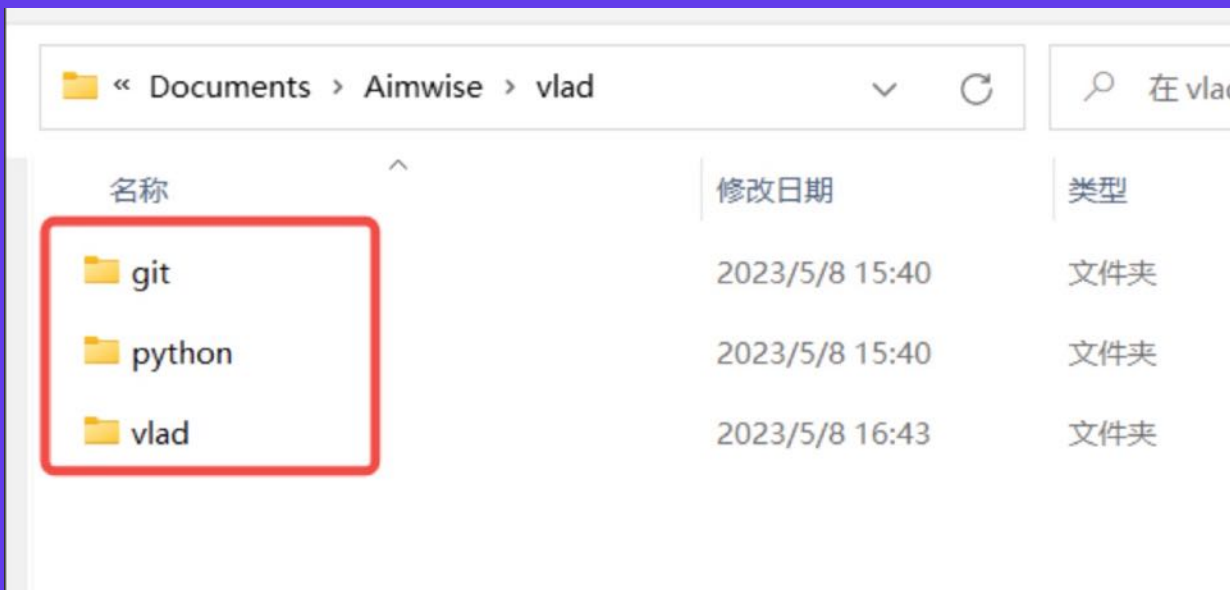 « Documents › Aimwise › vlad 在 vlad
名称 修改日期 类型
git 2023/5/8 15:40 文件夹
python 2023/5/8 15:40 文件夹
vlad 2023/5/8 16:43 文件夹